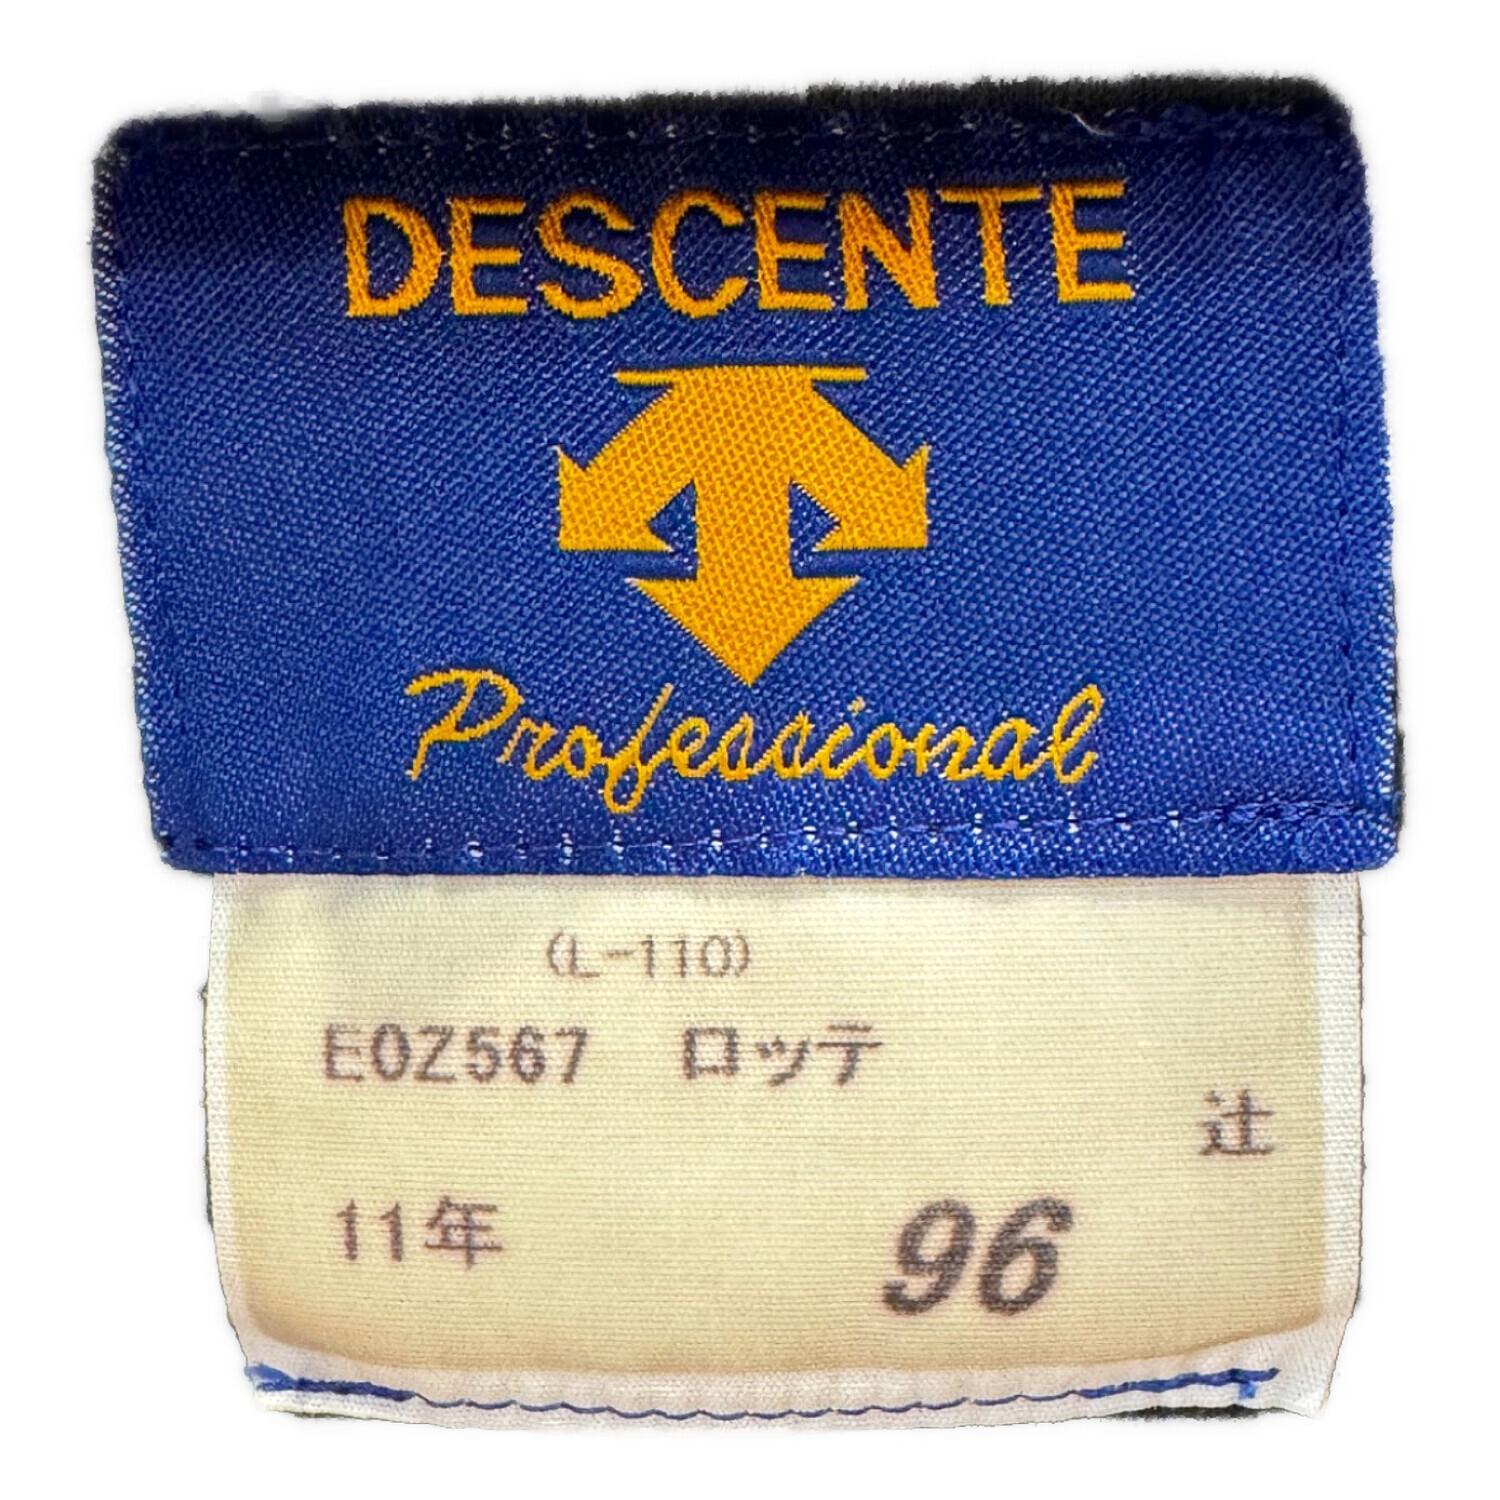 DESCENTE
Professional
(L-110)
E0Z567 ロッテ
辻
11年 96